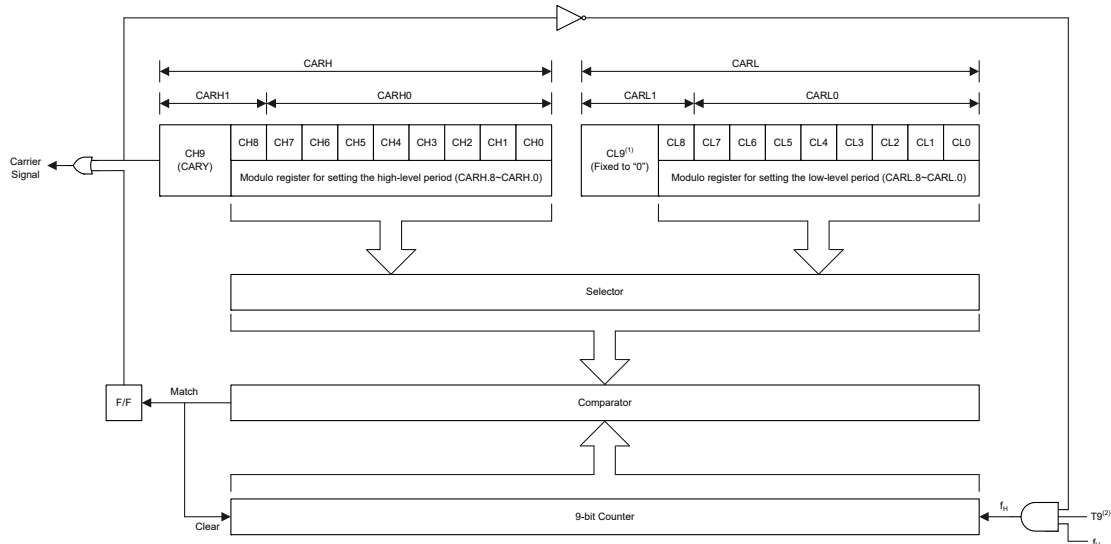 CARH
CARL
CARH1
CARH0
CARL1
CARL0
CH9
(CARY)
CH8
CH7
CH6
CH5
CH4
CH3
CH2
CH1
CH0
CL9(1)
(Fixed to “0”)
CL8
CL7
CL6
CL5
CL4
CL3
CL2
CL1
CL0
Modulo register for setting the high-level period (CARH.8~CARH.0)
Modulo register for setting the low-level period (CARL.8~CARL.0)
Carrier
Signal
Selector
F/F
Match
Comparator
Clear
9-bit Counter
fH
T9(2)